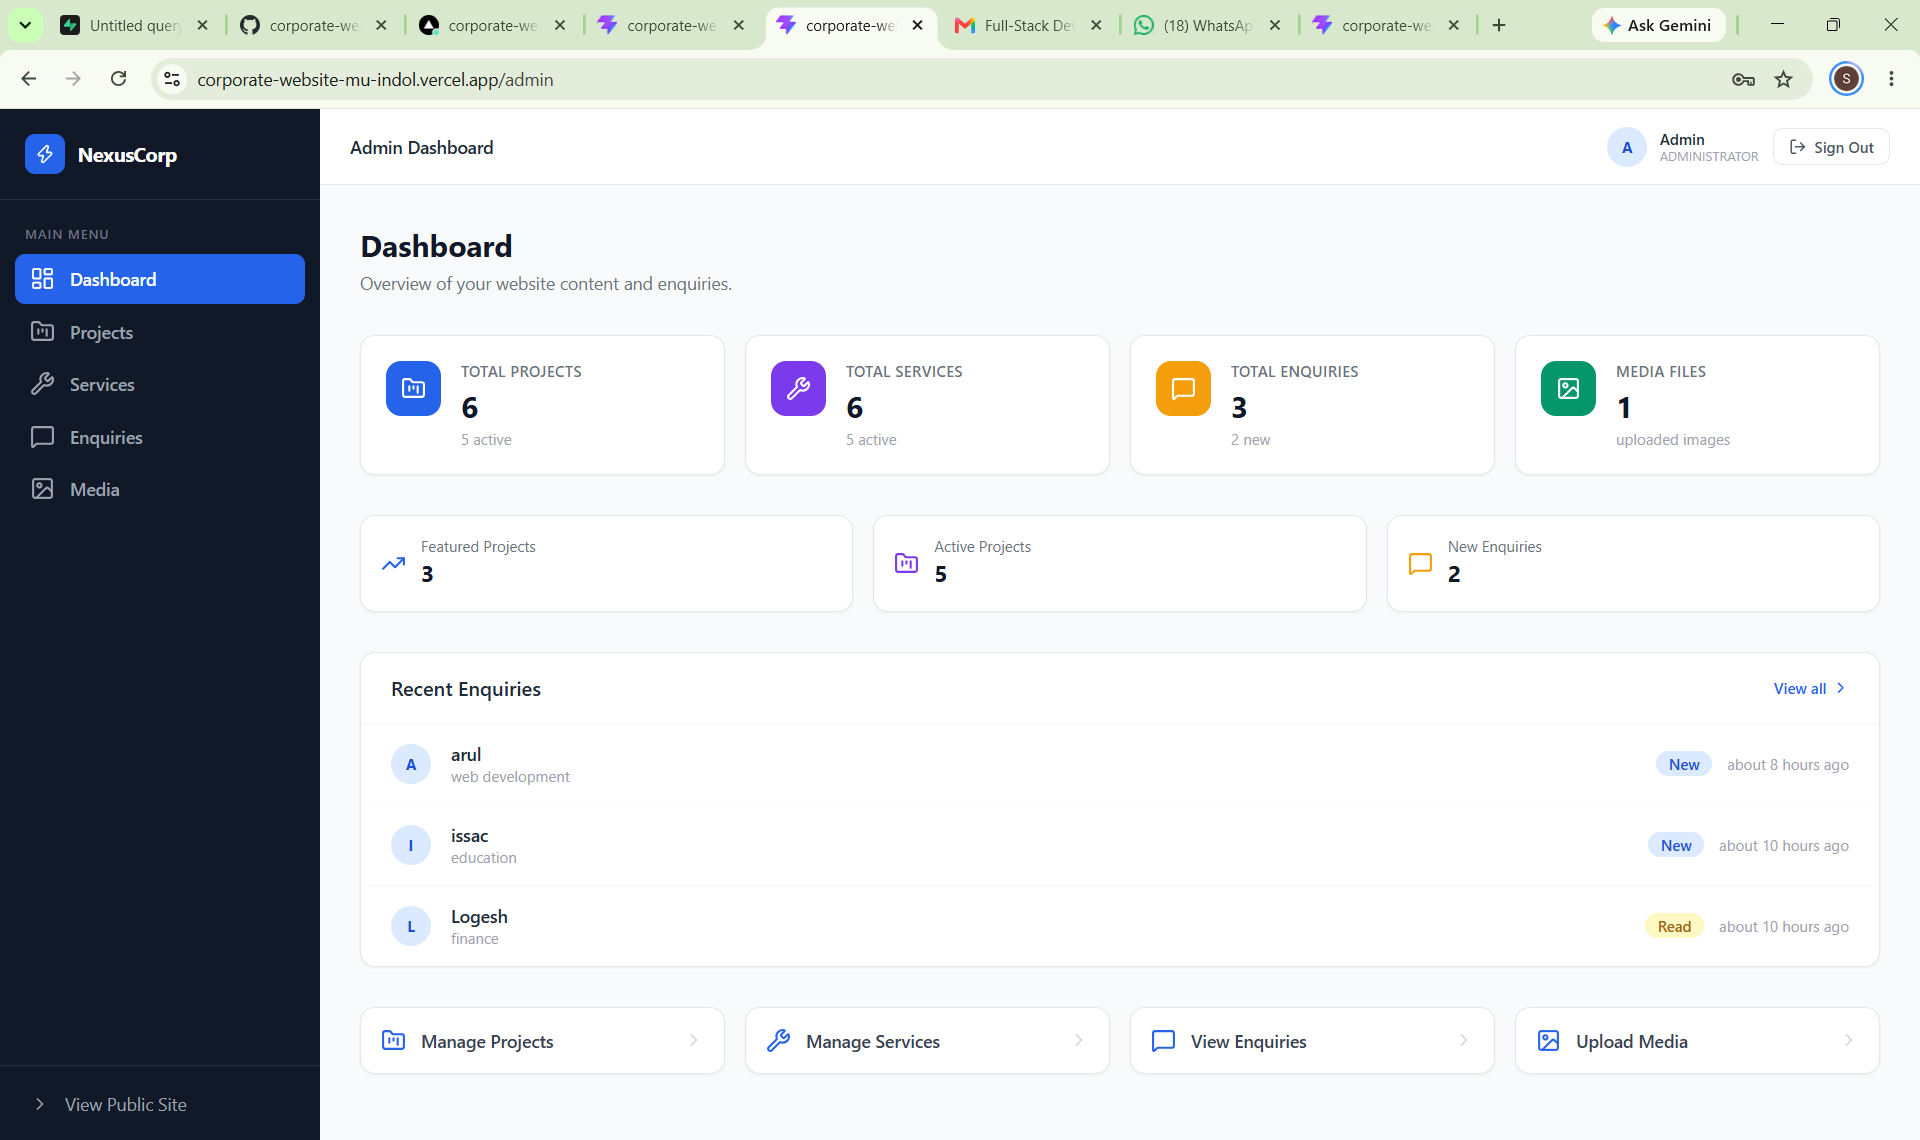 Untitled query
corporate-we
corporate-we
corporate-we
corporate-we
Full-Stack De
(18) WhatsAp
corporate-we
Ask Gemini
corporate-website-mu-indol.vercel.app/admin
S
NexusCorp
MAIN MENU
Dashboard
Projects
Services
Enquiries
Media
View Public Site
Admin Dashboard
A
Admin
ADMINISTRATOR
Sign Out
Dashboard
Overview of your website content and enquiries.
TOTAL PROJECTS
6
5 active
TOTAL SERVICES
6
5 active
TOTAL ENQUIRIES
3
2 new
MEDIA FILES
1
uploaded images
Featured Projects
3
Active Projects
5
New Enquiries
2
Recent Enquiries
View all
A
arul
web development
New
about 8 hours ago
I
issac
education
New
about 10 hours ago
L
Logesh
finance
Read
about 10 hours ago
Manage Projects
Manage Services
View Enquiries
Upload Media